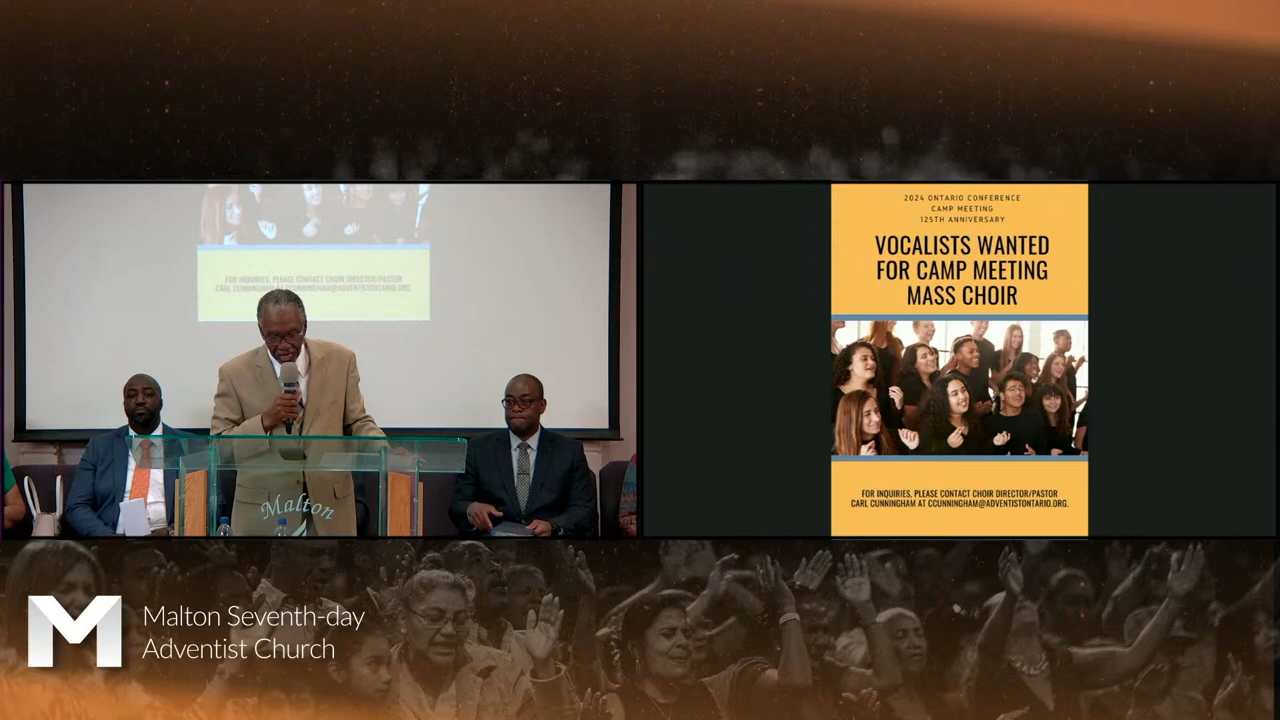 FOR INQUIRIES, PLEASE CONTACT CHOIR DIRECTOR/PASTOR
CARL CUNNINGHAM AT CCUNNINGHAM@ADVENTISTONTARIO.ORG.
Malton
2024 ONTARIO CONFERENCE
CAMP MEETING
125TH ANNIVERSARY
VOCALISTS WANTED
FOR CAMP MEETING
MASS CHOIR
FOR INQUIRIES, PLEASE CONTACT CHOIR DIRECTOR/PASTOR
CARL CUNNINGHAM AT CCUNNINGHAM@ADVENTISTONTARIO.ORG.
M
Malton Seventh-day
Adventist Church